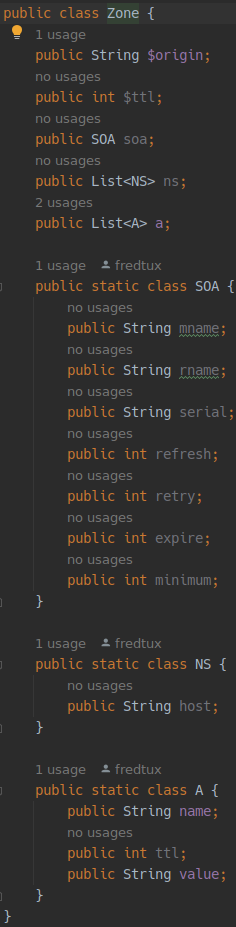 public class Zone {
1 usage
public String $origin;
no usages
public int $ttl;
no usages
public SOA soa;
no usages
public List<NS> ns;
2 usages
public List<A> a;
1 usage fredtux
public static class SOA {
no usages
public String mname;
no usages
public String rname;
no usages
public String serial;
no usages
public int refresh;
no usages
public int retry;
no usages
public int expire;
no usages
public int minimum;
}
1 usage fredtux
public static class NS {
no usages
public String host;
}
1 usage fredtux
public static class A {
public String name;
no usages
public int ttl;
public String value;
}
}